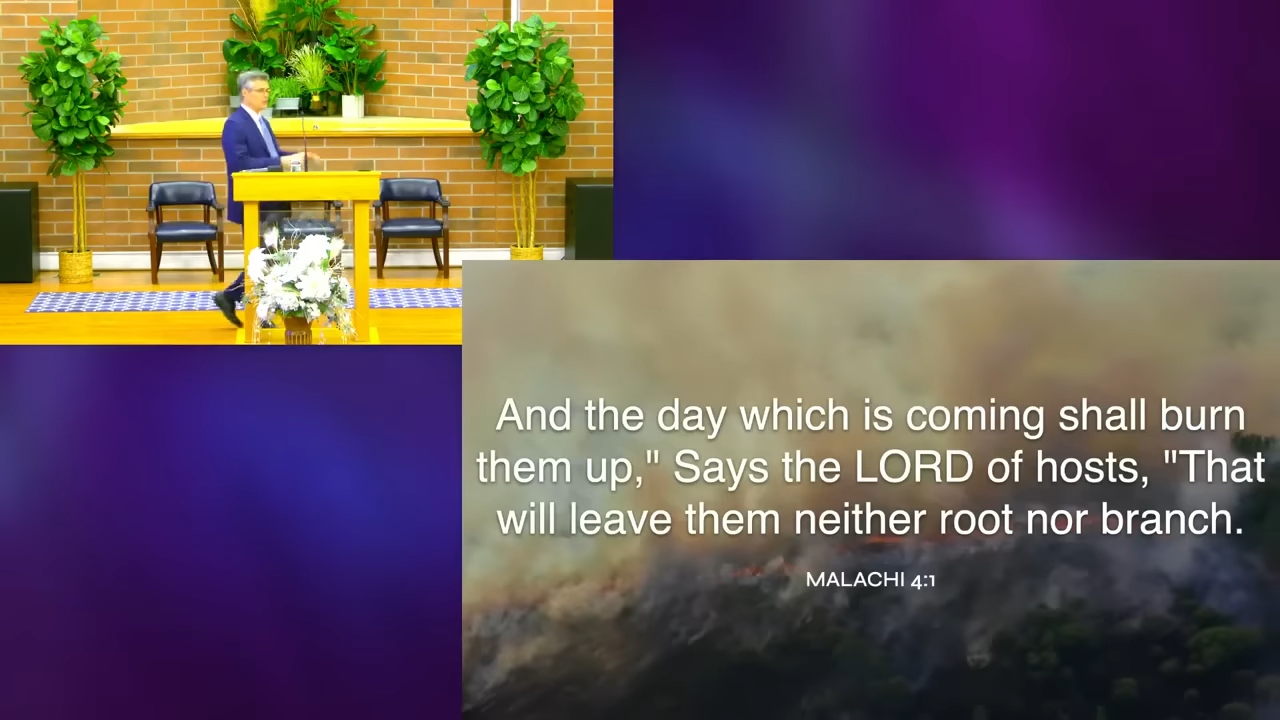 And the day which is coming shall burn
them up," Says the LORD of hosts, "That
will leave them neither root nor branch.
MALACHI 4:1